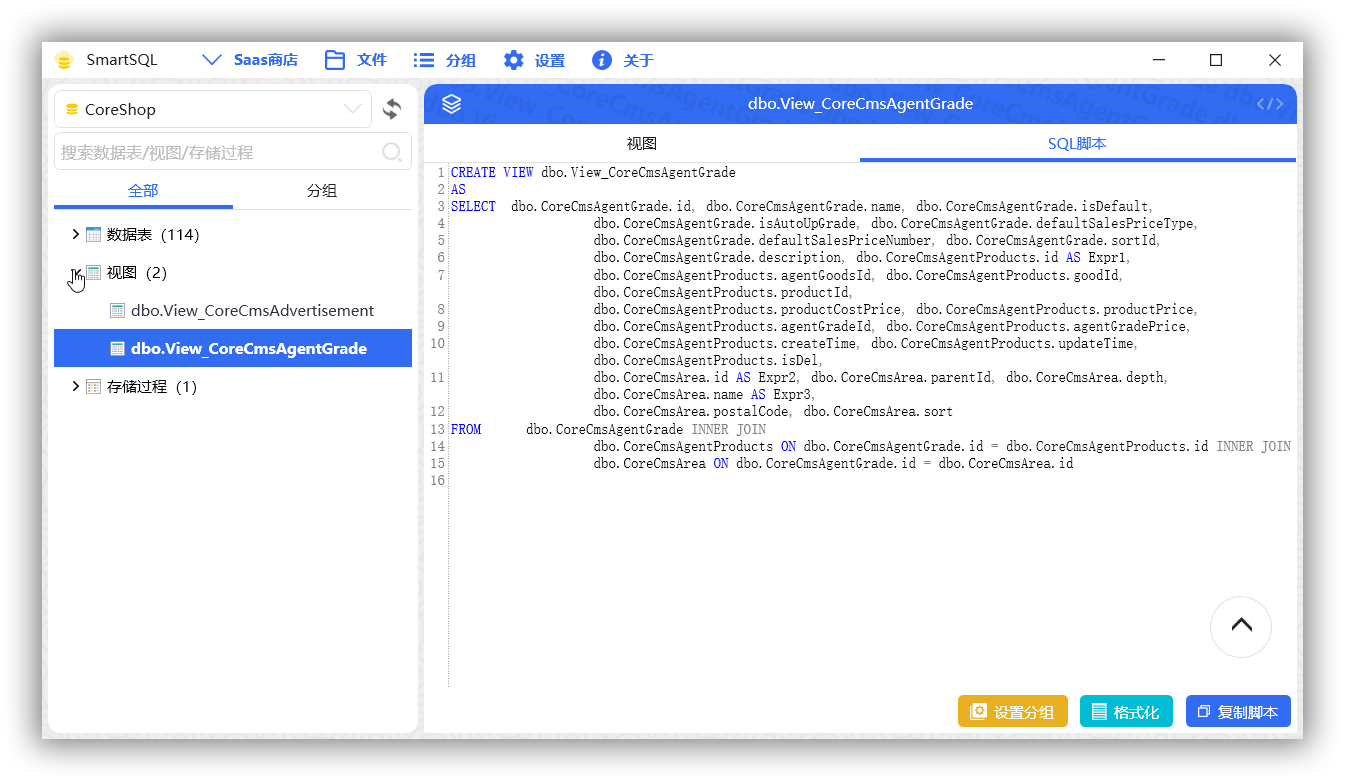 SmartSQL Saas商店 文件 分组 设置 关于
CoreShop
搜索数据表/视图/存储过程
全部 分组
数据表 (114)
视图 (2)
dbo.View_CoreCmsAdvertisement
dbo.View_CoreCmsAgentGrade
存储过程 (1)
dbo.View_CoreCmsAgentGrade </>
视图 SQL脚本
1 CREATE VIEW dbo.View_CoreCmsAgentGrade
2 AS
3 SELECT dbo.CoreCmsAgentGrade.id, dbo.CoreCmsAgentGrade.name, dbo.CoreCmsAgentGrade.isDefault,
4 dbo.CoreCmsAgentGrade.isAutoUpGrade, dbo.CoreCmsAgentGrade.defaultSalesPriceType,
5 dbo.CoreCmsAgentGrade.defaultSalesPriceNumber, dbo.CoreCmsAgentGrade.sortId,
6 dbo.CoreCmsAgentGrade.description, dbo.CoreCmsAgentProducts.id AS Expr1,
7 dbo.CoreCmsAgentProducts.agentGoodsId, dbo.CoreCmsAgentProducts.goodId,
dbo.CoreCmsAgentProducts.productId,
8 dbo.CoreCmsAgentProducts.productCostPrice, dbo.CoreCmsAgentProducts.productPrice,
9 dbo.CoreCmsAgentProducts.agentGradeId, dbo.CoreCmsAgentProducts.agentGradePrice,
10 dbo.CoreCmsAgentProducts.createTime, dbo.CoreCmsAgentProducts.updateTime,
dbo.CoreCmsAgentProducts.isDel,
11 dbo.CoreCmsArea.id AS Expr2, dbo.CoreCmsArea.parentId, dbo.CoreCmsArea.depth,
dbo.CoreCmsArea.name AS Expr3,
12 dbo.CoreCmsArea.postalCode, dbo.CoreCmsArea.sort
13 FROM dbo.CoreCmsAgentGrade INNER JOIN
14 dbo.CoreCmsAgentProducts ON dbo.CoreCmsAgentGrade.id = dbo.CoreCmsAgentProducts.id INNER JOIN
15 dbo.CoreCmsArea ON dbo.CoreCmsAgentGrade.id = dbo.CoreCmsArea.id
16
设置分组 格式化 复制脚本